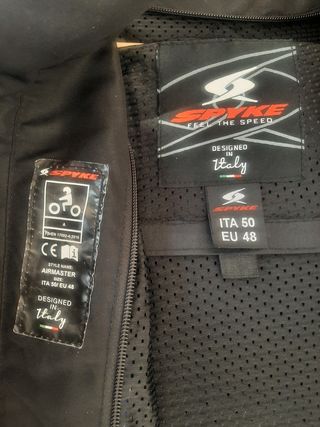 SPYKE
FEEL THE SPEED
DESIGNED
IN
Italy
SPYKE
ITA 50
EU 48
SPYKE
A
CE
STYLE NAME:
AIRMASTER
SIZE:
ITA 50/ EU 48
DESIGNED
IN
Italy